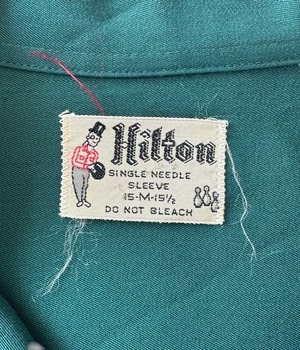 Hilton
SINGLE NEEDLE
SLEEVE
15-M-15½
DO NOT BLEACH